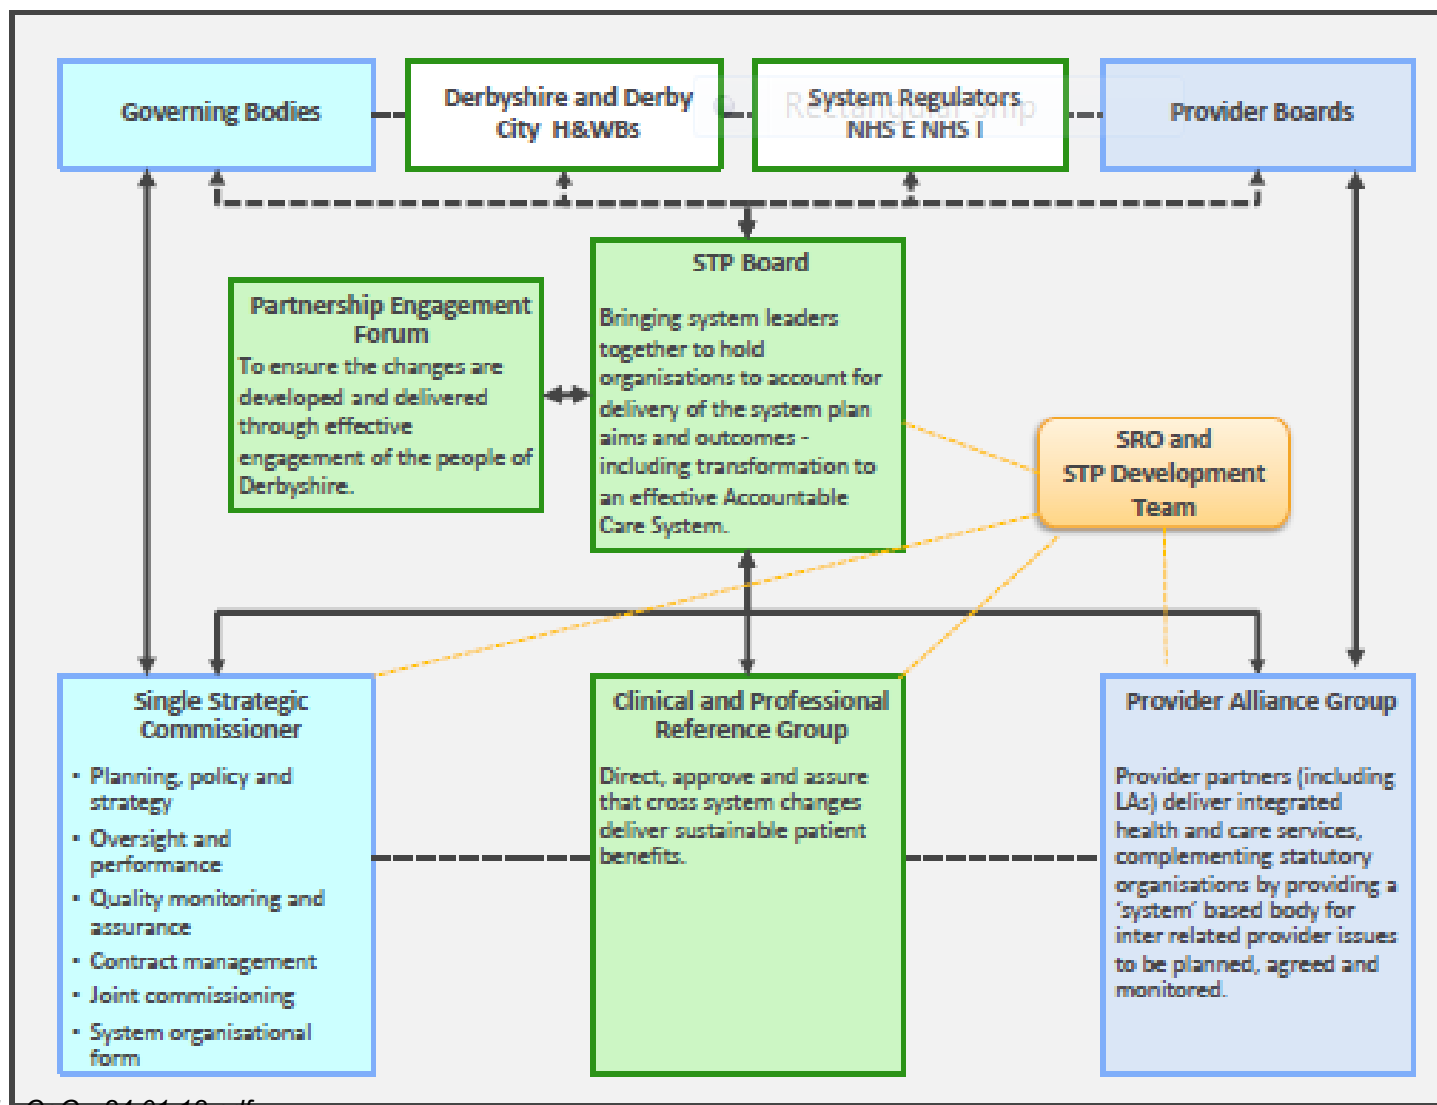 Governing Bodies
Derbyshire and Derby
City H&WBs
System Regulators
NHS E NHS I
Rectangular Snip
Provider Boards
STP Board
Bringing system leaders
together to hold
organisations to account for
delivery of the system plan
aims and outcomes -
including transformation to
an effective Accountable
Care System.
Partnership Engagement
Forum
To ensure the changes are
developed and delivered
through effective
engagement of the people of
Derbyshire.
SRO and
STP Development
Team
Single Strategic
Commissioner
• Planning, policy and
strategy
• Oversight and
performance
• Quality monitoring and
assurance
• Contract management
• Joint commissioning
• System organisational
form
Clinical and Professional
Reference Group
Direct, approve and assure
that cross system changes
deliver sustainable patient
benefits.
Provider Alliance Group
Provider partners (including
LAs) deliver integrated
health and care services,
complementing statutory
organisations by providing a
‘system’ based body for
inter related provider issues
to be planned, agreed and
monitored.